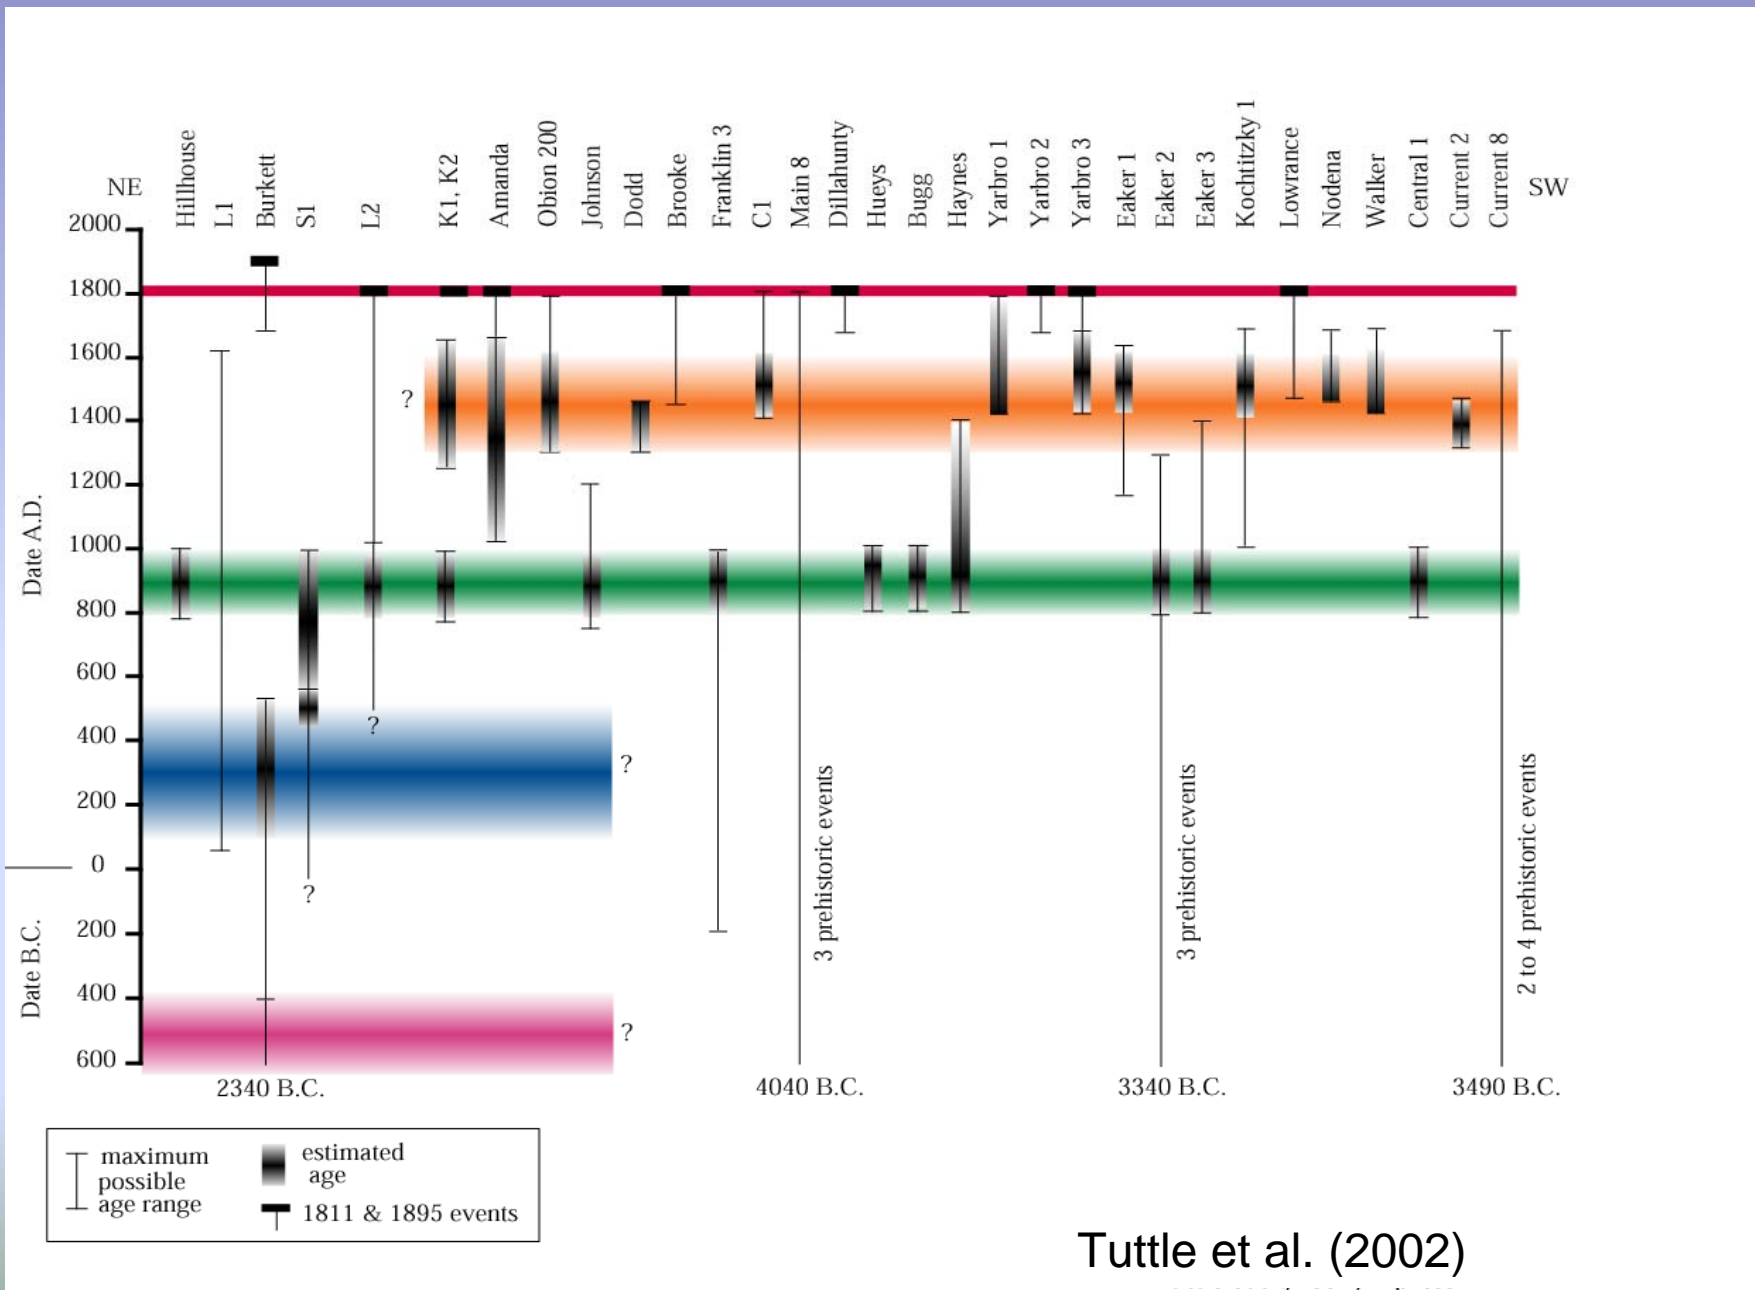 NE
Hillhouse
L1
Burkett
S1
L2
K1, K2
Amanda
Obion 200
Johnson
Dodd
Brooke
Franklin 3
C1
Main 8
Dillahunty
Hueys
Bugg
Haynes
Yarbro 1
Yarbro 2
Yarbro 3
Eaker 1
Eaker 2
Eaker 3
Kochtitzky 1
Lowrance
Nodena
Walker
Central 1
Current 2
Current 8
SW
2000
1800
1600
1400
1200
1000
800
600
400
200
0
200
400
600
Date A.D.
Date B.C.
?
?
?
?
?
3 prehistoric events
3 prehistoric events
2 to 4 prehistoric events
2340 B.C.
4040 B.C.
3340 B.C.
3490 B.C.
maximum
possible
age range
estimated
age
1811 & 1895 events
Tuttle et al. (2002)